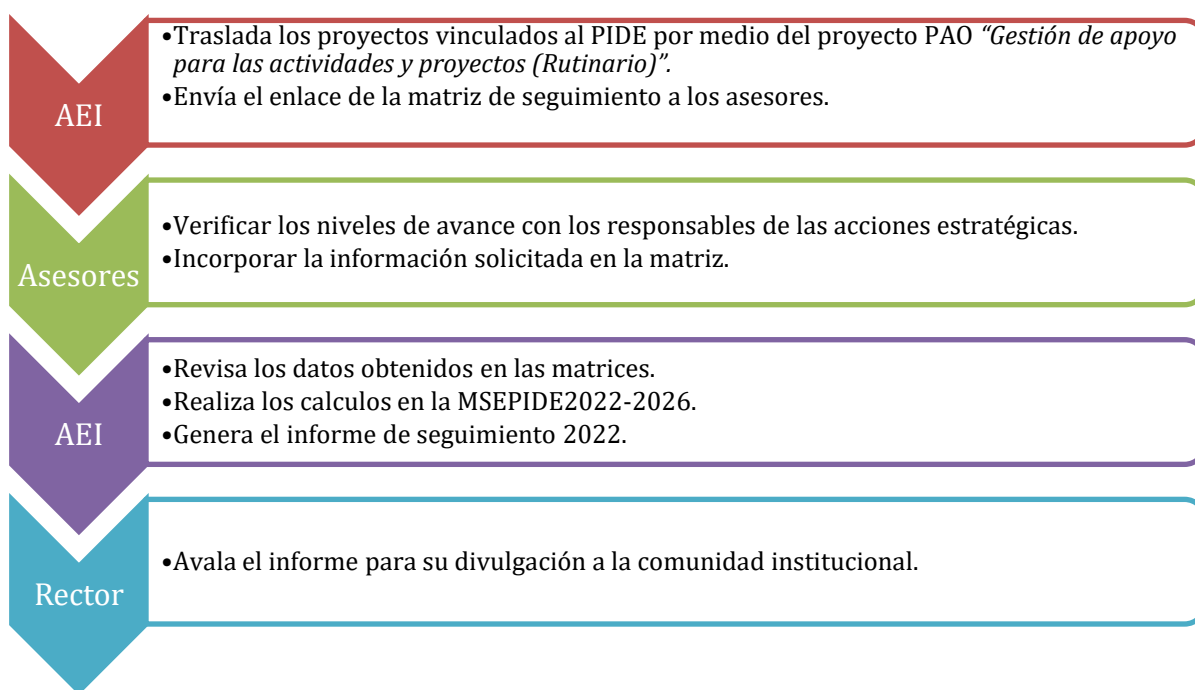 AEI
•Traslada los proyectos vinculados al PIDE por medio del proyecto PAO “Gestión de apoyo
para las actividades y proyectos (Rutinario)”.
•Envía el enlace de la matriz de seguimiento a los asesores.
Asesores
•Verificar los niveles de avance con los responsables de las acciones estratégicas.
•Incorporar la información solicitada en la matriz.
AEI
•Revisa los datos obtenidos en las matrices.
•Realiza los calculos en la MSEPIDE2022-2026.
•Genera el informe de seguimiento 2022.
Rector
•Avala el informe para su divulgación a la comunidad institucional.